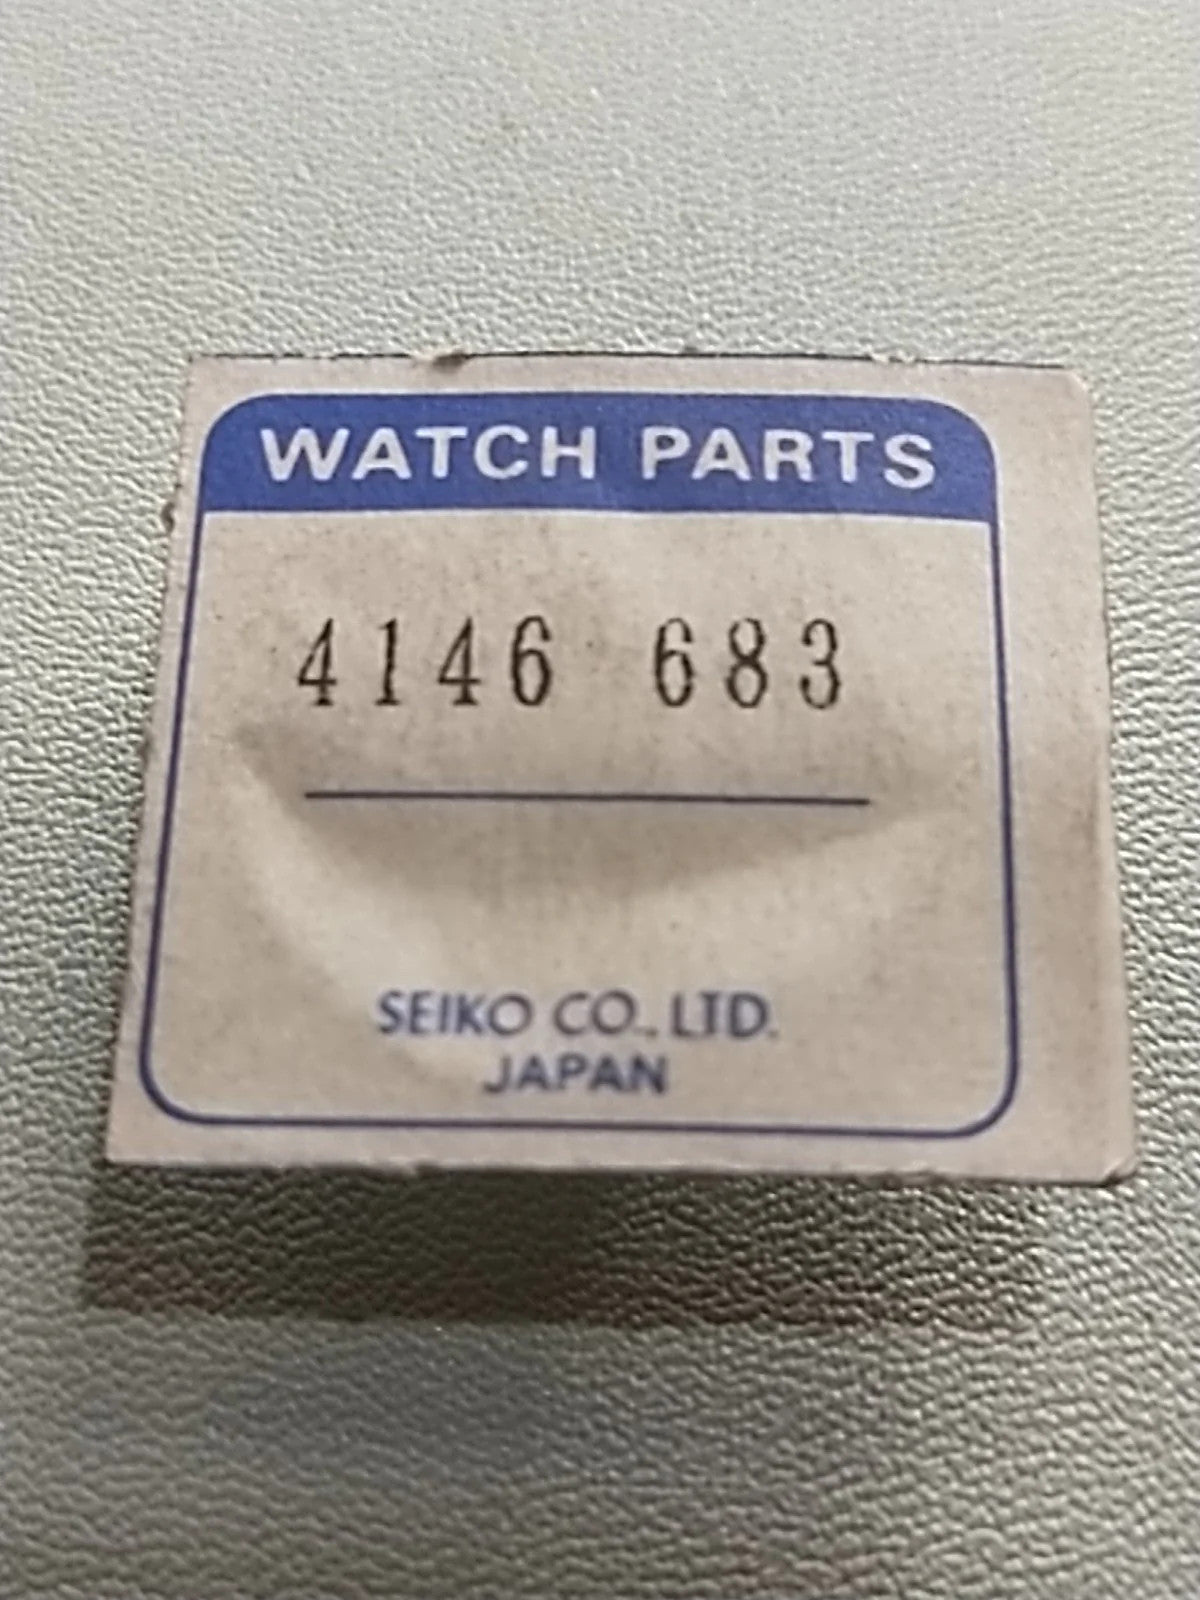 WATCH PARTS
4146 683
SEIKO CO., LTD.
JAPAN